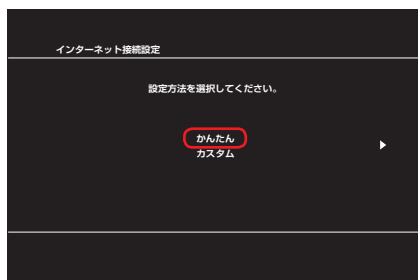 インターネット接続設定
設定方法を選択してください。
かんたん
カスタム